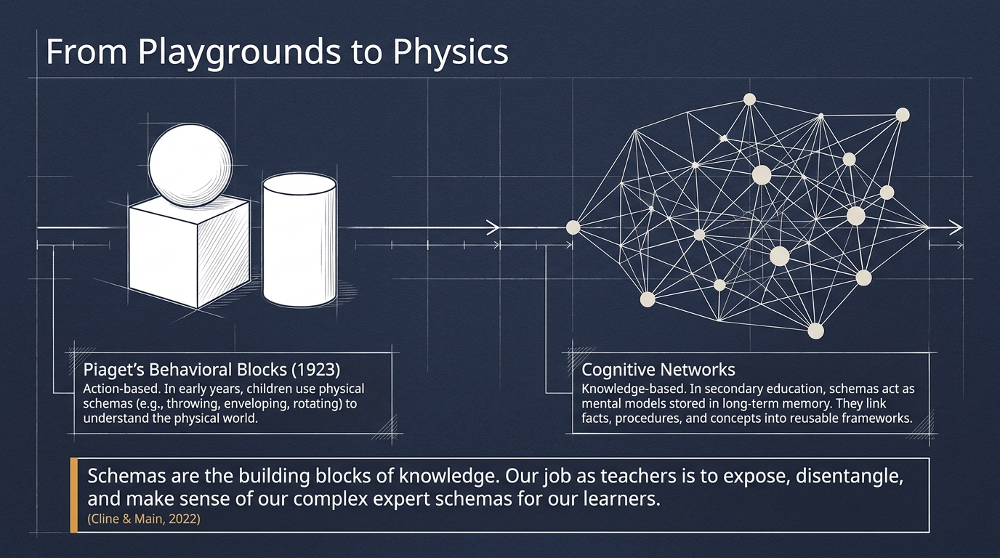 From Playgrounds to Physics
Piaget’s Behavioral Blocks (1923)
Action-based. In early years, children use physical
schemas (e.g., throwing, enveloping, rotating) to
understand the physical world.
Cognitive Networks
Knowledge-based. In secondary education, schemas act as
mental models stored in long-term memory. They link
facts, procedures, and concepts into reusable frameworks.
Schemas are the building blocks of knowledge. Our job as teachers is to expose, disentangle,
and make sense of our complex expert schemas for our learners.
(Cline & Main, 2022)